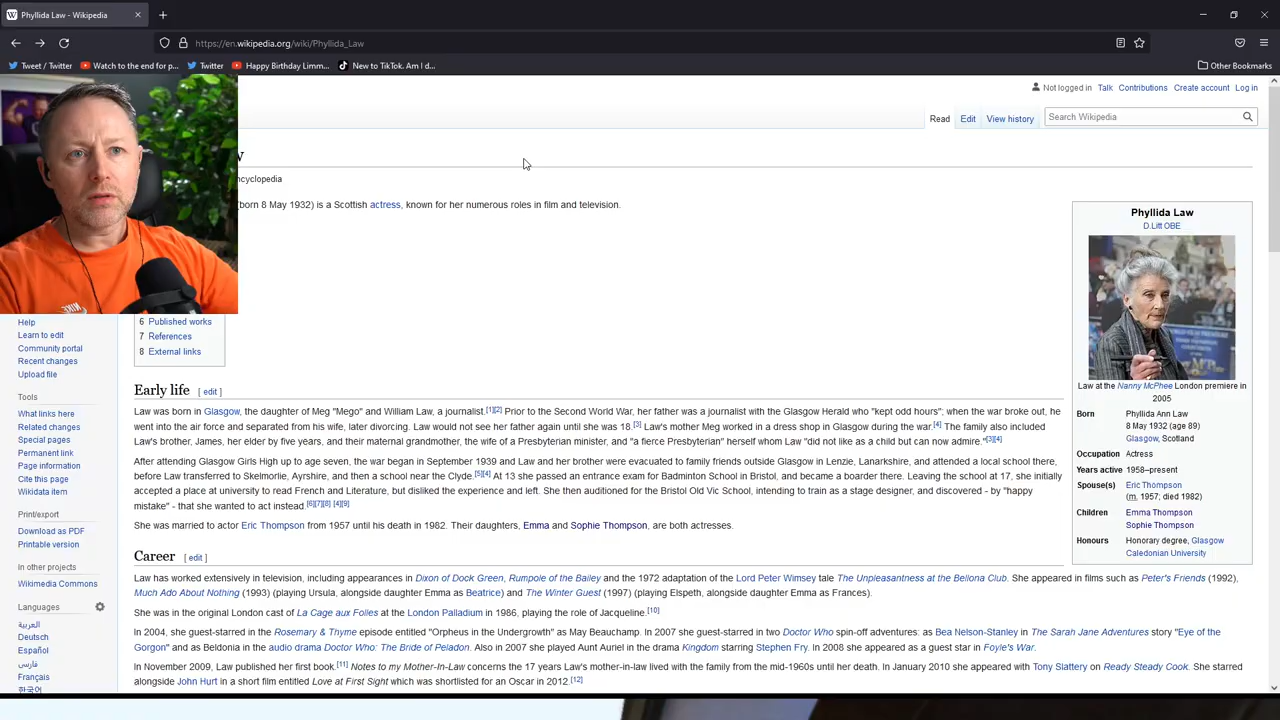 Phyllida Law - Wikipedia
https://en.wikipedia.org/wiki/Phyllida_Law
Tweet / Twitter
Watch to the end for p...
Twitter
Happy Birthday Limm...
New to TikTok. Am I d...
Other Bookmarks
Not logged in Talk Contributions Create account Log in
Read Edit View history
Search Wikipedia
w
ncyclopedia
(born 8 May 1932) is a Scottish actress, known for her numerous roles in film and television.
6 Published works
7 References
8 External links
Help
Learn to edit
Community portal
Recent changes
Upload file
Tools
What links here
Related changes
Special pages
Permanent link
Page information
Cite this page
Wikidata item
Print/export
Download as PDF
Printable version
In other projects
Wikimedia Commons
Languages
العربية
Deutsch
Español
فارسی
Français
한국어
Early life [ edit ]
Law was born in Glasgow, the daughter of Meg "Mego" and William Law, a journalist.[1][2] Prior to the Second World War, her father was a journalist with the Glasgow Herald who "kept odd hours"; when the war broke out, he
went into the air force and separated from his wife, later divorcing. Law would not see her father again until she was 18.[3] Law's mother Meg worked in a dress shop in Glasgow during the war.[4] The family also included
Law's brother, James, her elder by five years, and their maternal grandmother, the wife of a Presbyterian minister, and "a fierce Presbyterian" herself whom Law "did not like as a child but can now admire."[3][4]
After attending Glasgow Girls High up to age seven, the war began in September 1939 and Law and her brother were evacuated to family friends outside Glasgow in Lenzie, Lanarkshire, and attended a local school there,
before Law transferred to Skelmorlie, Ayrshire, and then a school near the Clyde.[5][4] At 13 she passed an entrance exam for Badminton School in Bristol, and became a boarder there. Leaving the school at 17, she initially
accepted a place at university to read French and Literature, but disliked the experience and left. She then auditioned for the Bristol Old Vic School, intending to train as a stage designer, and discovered - by "happy
mistake" - that she wanted to act instead.[6][7][8] [4][9]
She was married to actor Eric Thompson from 1957 until his death in 1982. Their daughters, Emma and Sophie Thompson, are both actresses.
Career [ edit ]
Law has worked extensively in television, including appearances in Dixon of Dock Green, Rumpole of the Bailey and the 1972 adaptation of the Lord Peter Wimsey tale The Unpleasantness at the Bellona Club. She appeared in films such as Peter's Friends (1992),
Much Ado About Nothing (1993) (playing Ursula, alongside daughter Emma as Beatrice) and The Winter Guest (1997) (playing Elspeth, alongside daughter Emma as Frances).
She was in the original London cast of La Cage aux Folles at the London Palladium in 1986, playing the role of Jacqueline.[10]
In 2004, she guest-starred in the Rosemary & Thyme episode entitled "Orpheus in the Undergrowth" as May Beauchamp. In 2007 she guest-starred in two Doctor Who spin-off adventures: as Bea Nelson-Stanley in The Sarah Jane Adventures story "Eye of the
Gorgon" and as Beldonia in the audio drama Doctor Who: The Bride of Peladon. Also in 2007 she played Aunt Auriel in the drama Kingdom starring Stephen Fry. In 2008 she appeared as a guest star in Foyle's War.
In November 2009, Law published her first book.[11] Notes to my Mother-In-Law concerns the 17 years Law's mother-in-law lived with the family from the mid-1960s until her death. In January 2010 she appeared with Tony Slattery on Ready Steady Cook. She starred
alongside John Hurt in a short film entitled Love at First Sight which was shortlisted for an Oscar in 2012.[12]
Phyllida Law
D.Litt OBE
Law at the Nanny McPhee London premiere in
2005
Born Phyllida Ann Law
8 May 1932 (age 89)
Glasgow, Scotland
Occupation Actress
Years active 1958–present
Spouse(s) Eric Thompson
(m. 1957; died 1982)
Children Emma Thompson
Sophie Thompson
Honours Honorary degree, Glasgow
Caledonian University